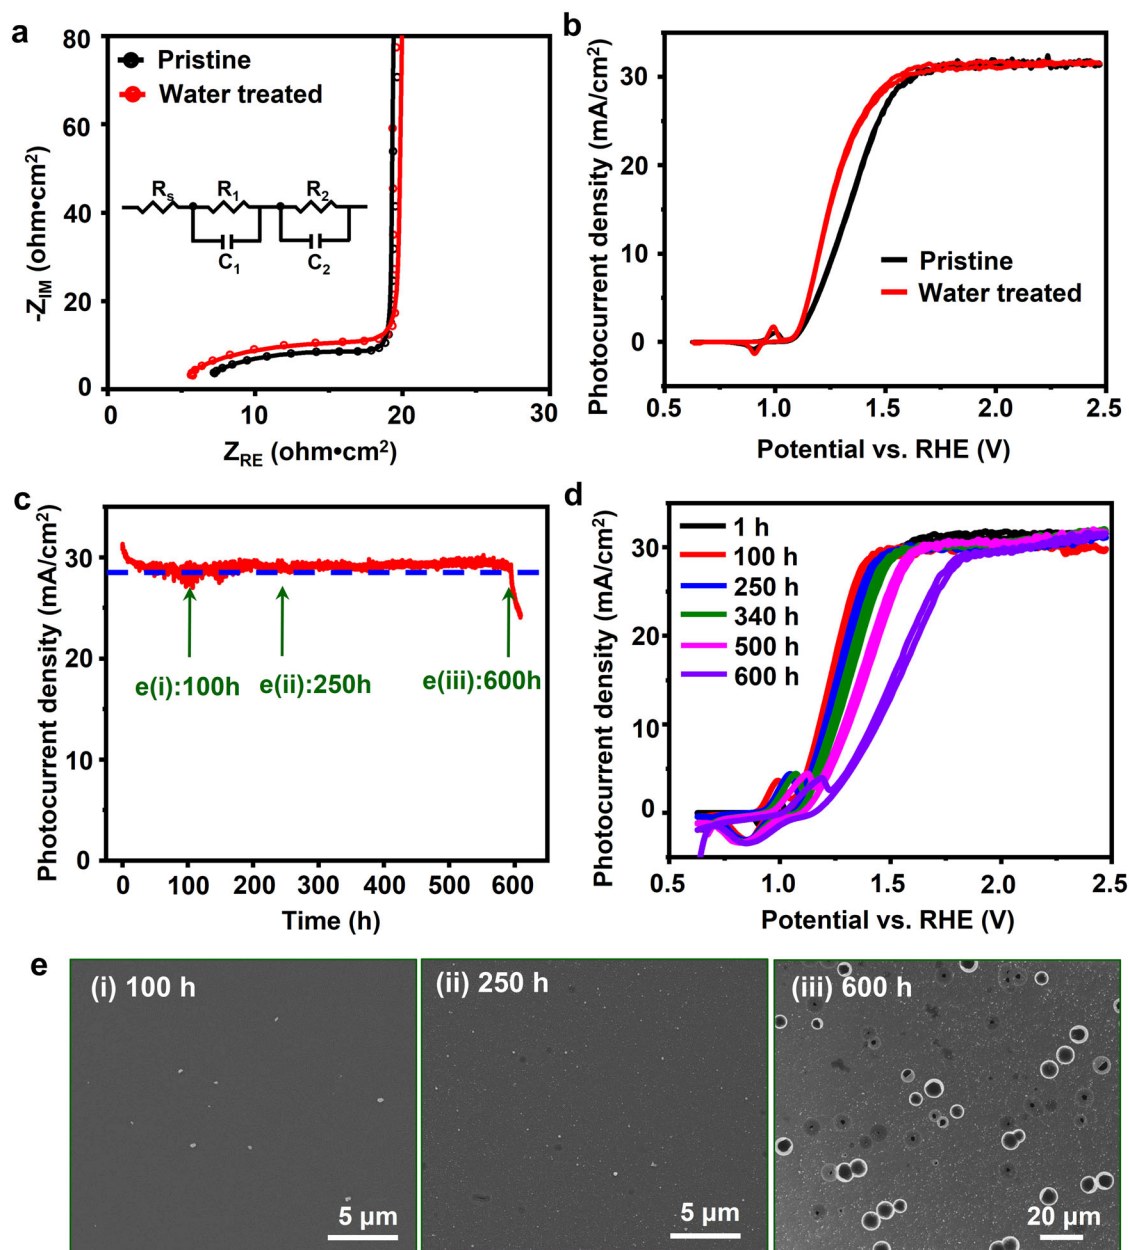 a
80
60
40
20
0
0
10
20
30
-Z_IM (ohm•cm²)
Z_RE (ohm•cm²)
Pristine
Water treated
R_s
R_1
R_2
C_1
C_2
b
30
20
10
0
0.5
1.0
1.5
2.0
2.5
Photocurrent density (mA/cm²)
Potential vs. RHE (V)
Pristine
Water treated
c
30
20
10
0
0
100
200
300
400
500
600
Photocurrent density (mA/cm²)
Time (h)
e(i):100h
e(ii):250h
e(iii):600h
d
30
20
10
0
0.5
1.0
1.5
2.0
2.5
Photocurrent density (mA/cm²)
Potential vs. RHE (V)
1 h
100 h
250 h
340 h
500 h
600 h
e
(i) 100 h
5 µm
(ii) 250 h
5 µm
(iii) 600 h
20 µm